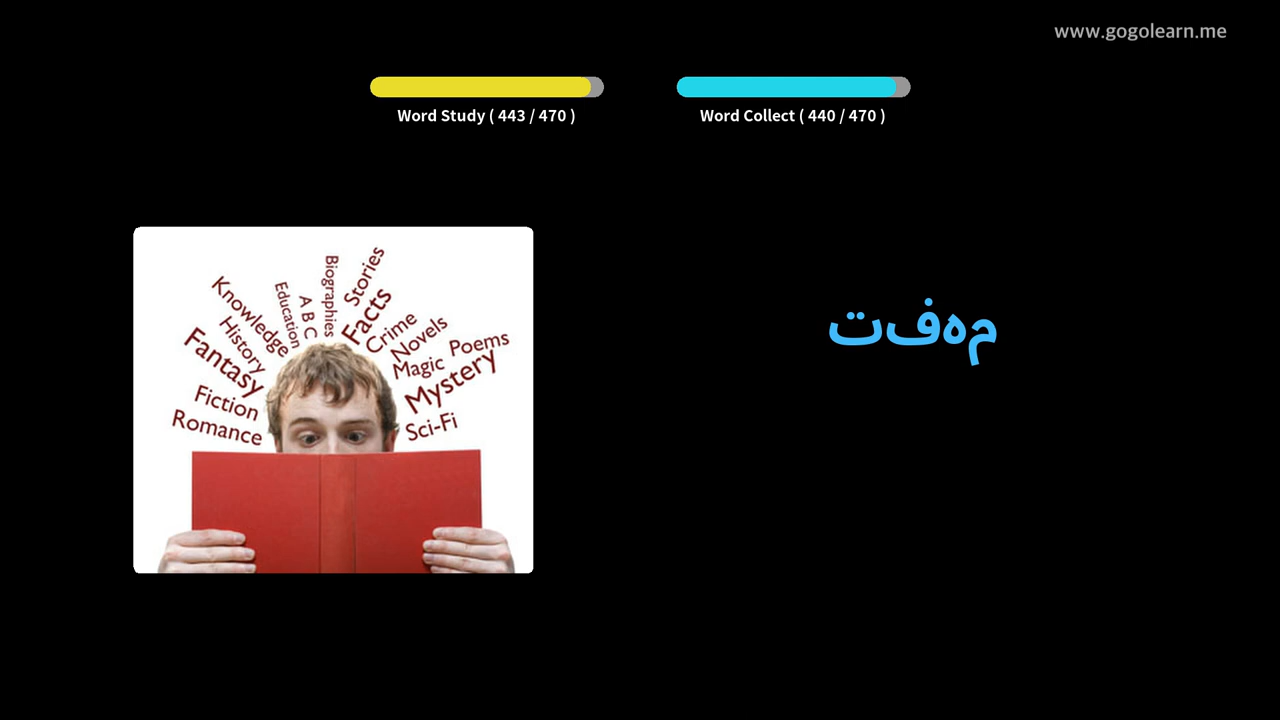 www.gogolearn.me
Word Study ( 443 / 470 )
Word Collect ( 440 / 470 )
Biographies
Stories
Education
A B C
Facts
Knowledge
Crime
History
Novels
Fantasy
Magic
Poems
Mystery
Fiction
Romance
Sci-Fi
مهفت